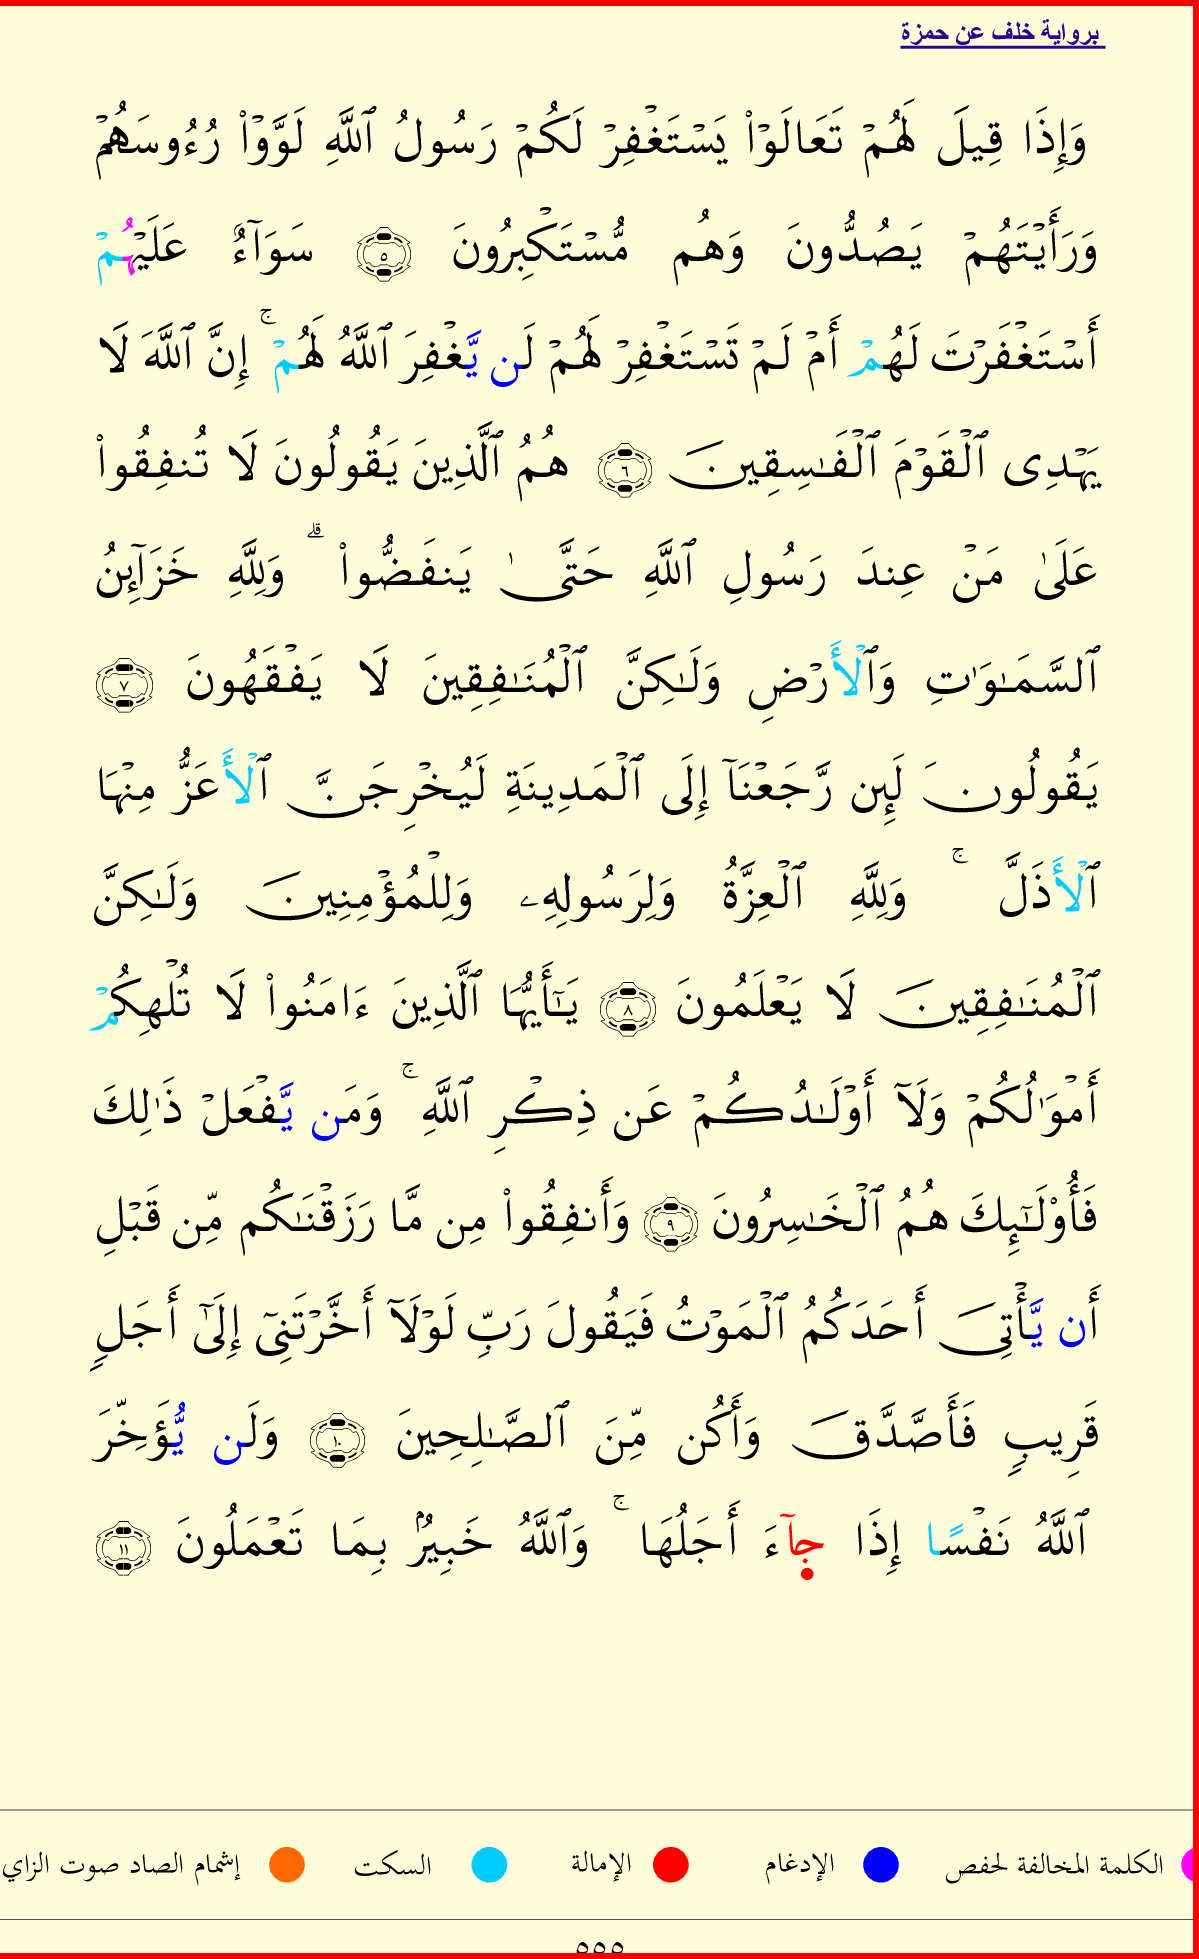 برواية خلف عن حمزة
وَإِذَا قِيلَ لَهُمۡ تَعَالَوۡاْ يَسۡتَغۡفِرۡ لَكُمۡ رَسُولُ ٱللَّهِ لَوَّوۡاْ رُءُوسَهُمۡ
وَرَأَيۡتَهُمۡ يَصُدُّونَ وَهُم مُّسۡتَكۡبِرُونَ ٥ سَوَآءٌ عَلَيۡهُمۡ
أَسۡتَغۡفَرۡتَ لَهُمۡ أَمۡ لَمۡ تَسۡتَغۡفِرۡ لَهُمۡ لَن يَّغۡفِرَ ٱللَّهُ لَهُمۡۚ إِنَّ ٱللَّهَ لَا
يَهۡدِى ٱلۡقَوۡمَ ٱلۡفَـٰسِقِينَ ٦ هُمُ ٱلَّذِينَ يَقُولُونَ لَا تُنفِقُواْ
عَلَىٰ مَنۡ عِندَ رَسُولِ ٱللَّهِ حَتَّىٰ يَنفَضُّواْۗ وَلِلَّهِ خَزَآئِنُ
ٱلسَّمَـٰوَٰتِ وَٱلۡأَرۡضِ وَلَـٰكِنَّ ٱلۡمُنَـٰفِقِينَ لَا يَفۡقَهُونَ ٧
يَقُولُونَ لَئِن رَّجَعۡنَآ إِلَى ٱلۡمَدِينَةِ لَيُخۡرِجَنَّ ٱلۡأَعَزُّ مِنۡهَا
ٱلۡأَذَلَّۚ وَلِلَّهِ ٱلۡعِزَّةُ وَلِرَسُولِهِۦ وَلِلۡمُؤۡمِنِينَ وَلَـٰكِنَّ
ٱلۡمُنَـٰفِقِينَ لَا يَعۡلَمُونَ ٨ يَـٰٓأَيُّهَا ٱلَّذِينَ ءَامَنُواْ لَا تُلۡهِكُمۡ
أَمۡوَٰلُكُمۡ وَلَآ أَوۡلَـٰدُكُمۡ عَن ذِكۡرِ ٱللَّهِۚ وَمَن يَّفۡعَلۡ ذَٰلِكَ
فَأُوْلَـٰٓئِكَ هُمُ ٱلۡخَـٰسِرُونَ ٩ وَأَنفِقُواْ مِن مَّا رَزَقۡنَـٰكُم مِّن قَبۡلِ
أَن يَّأۡتِىَ أَحَدَكُمُ ٱلۡمَوۡتُ فَيَقُولَ رَبِّ لَوۡلَآ أَخَّرۡتَنِىٓ إِلَىٰٓ أَجَلٍ
قَرِيبٍ فَأَصَّدَّقَ وَأَكُن مِّنَ ٱلصَّـٰلِحِينَ ١٠ وَلَن يُّؤَخِّرَ
ٱللَّهُ نَفۡسًا إِذَا جَآءَ أَجَلُهَاۚ وَٱللَّهُ خَبِيرُۢ بِمَا تَعۡمَلُونَ ١١
الكلمة المخالفة لحفص الإدغام الإمالة السكت إشمام الصاد صوت الزاي
٥٥٥